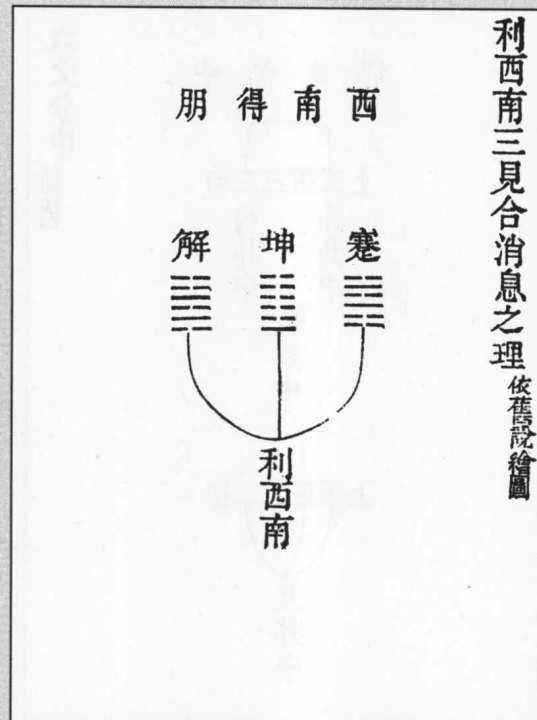 利西南三見合消息之理
依舊說繪圖
西南得朋
蹇
坤
解
利西南